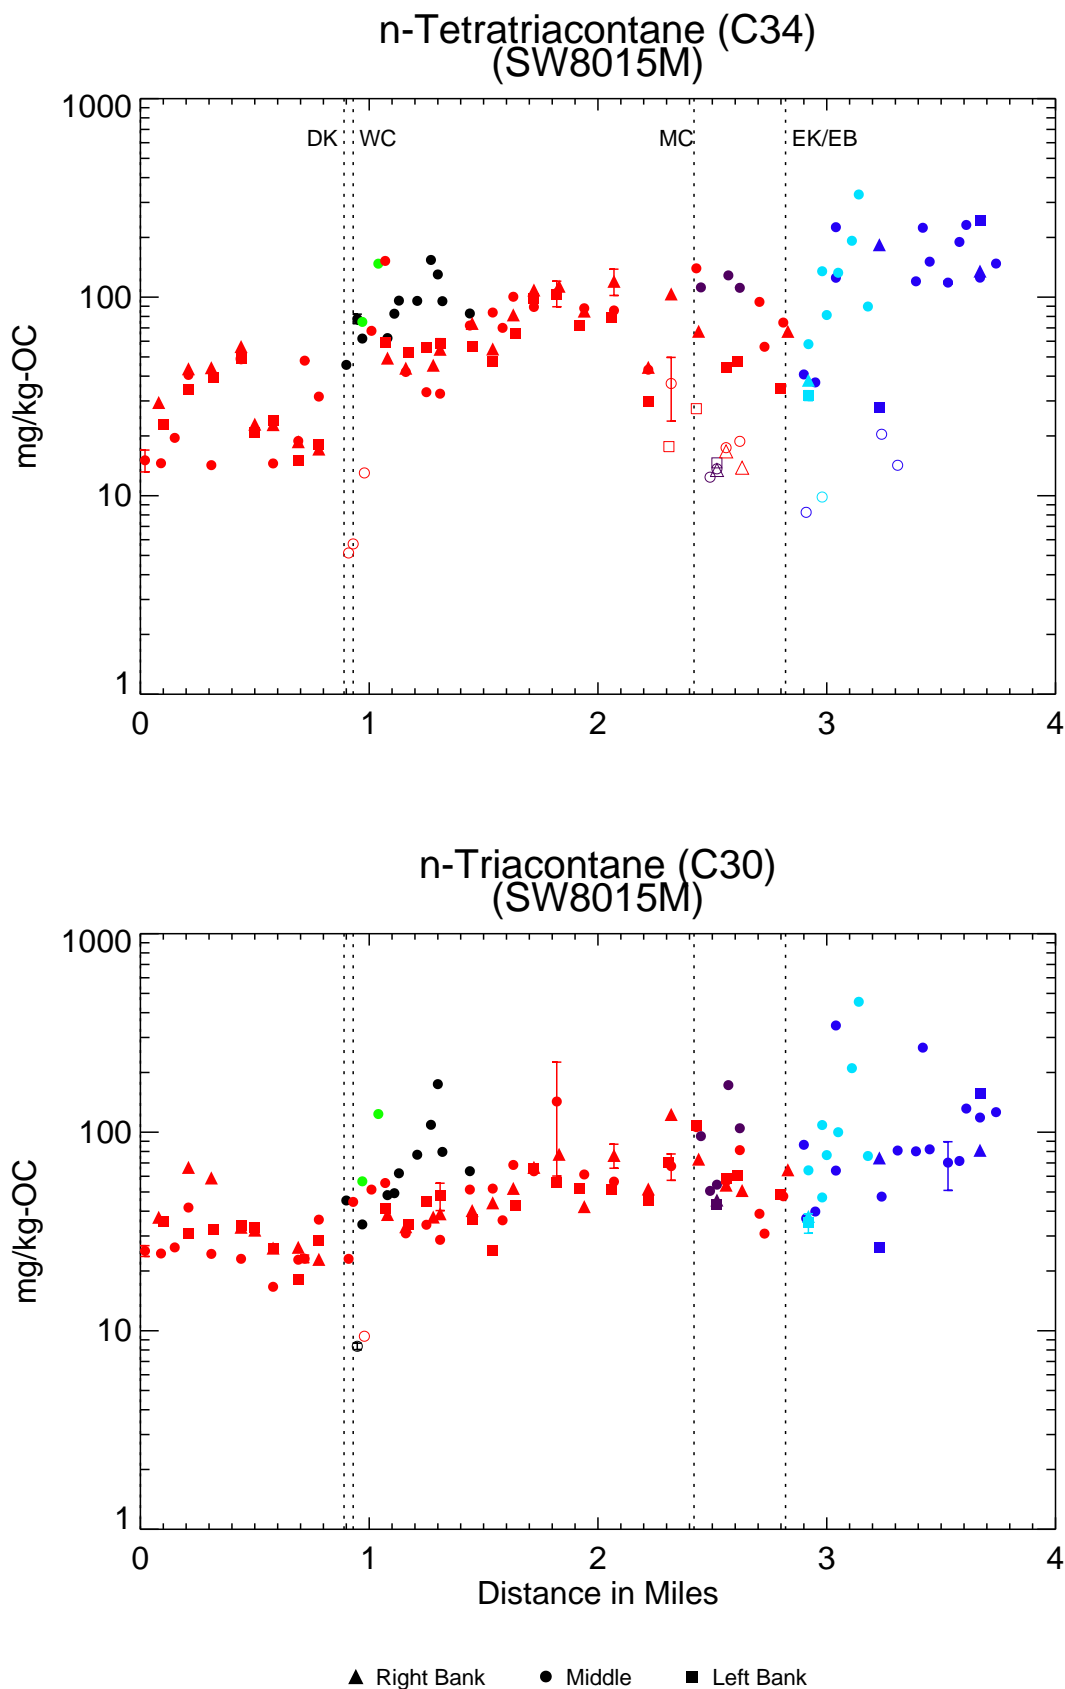 n-Tetratriacontane (C34)
(SW8015M)
1000
DK
WC
MC
EK/EB
100
mg/kg-OC
10
1
0
1
2
3
4
n-Triacontane (C30)
(SW8015M)
1000
100
mg/kg-OC
10
1
0
1
2
3
4
Distance in Miles
Right Bank
Middle
Left Bank